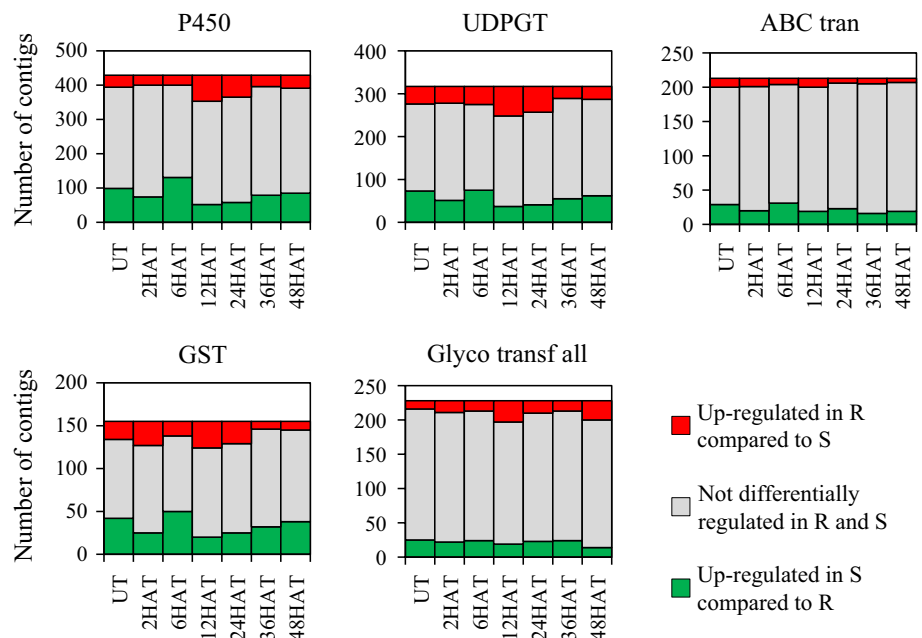 P450
UDPGT
ABC tran
Number of contigs
500
400
300
200
100
0
UT
2HAT
6HAT
12HAT
24HAT
36HAT
48HAT
400
300
200
100
0
UT
2HAT
6HAT
12HAT
24HAT
36HAT
48HAT
250
200
150
100
50
0
UT
2HAT
6HAT
12HAT
24HAT
36HAT
48HAT
GST
Glyco transf all
Number of contigs
200
150
100
50
0
UT
2HAT
6HAT
12HAT
24HAT
36HAT
48HAT
250
200
150
100
50
0
UT
2HAT
6HAT
12HAT
24HAT
36HAT
48HAT
Up-regulated in R
compared to S
Not differentially
regulated in R and S
Up-regulated in S
compared to R